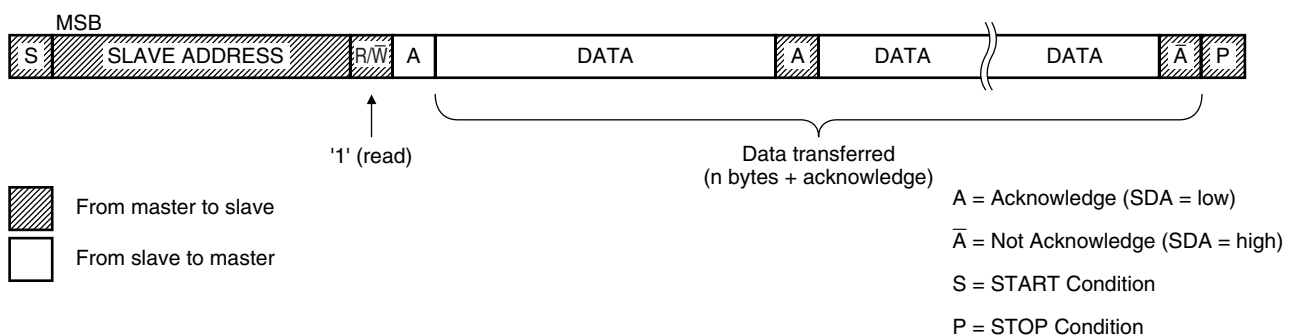 MSB
S SLAVE ADDRESS R/W̅ A DATA A DATA DATA A̅ P
'1' (read)
Data transferred
(n bytes + acknowledge)
From master to slave
From slave to master
A = Acknowledge (SDA = low)
A̅ = Not Acknowledge (SDA = high)
S = START Condition
P = STOP Condition